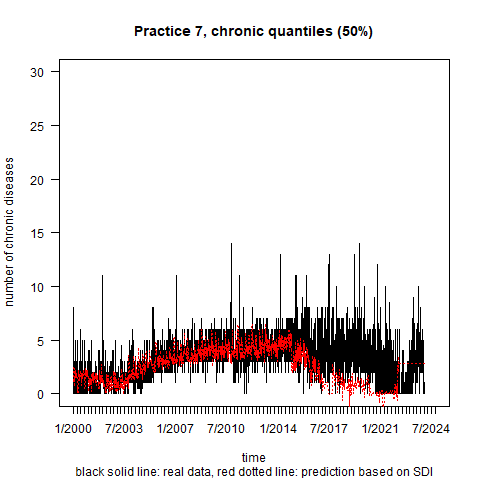 Practice 7, chronic quantiles (50%)
number of chronic diseases
30
25
20
15
10
5
0
1/2000 7/2003 1/2007 7/2010 1/2014 7/2017 1/2021 7/2024
time
black solid line: real data, red dotted line: prediction based on SDI